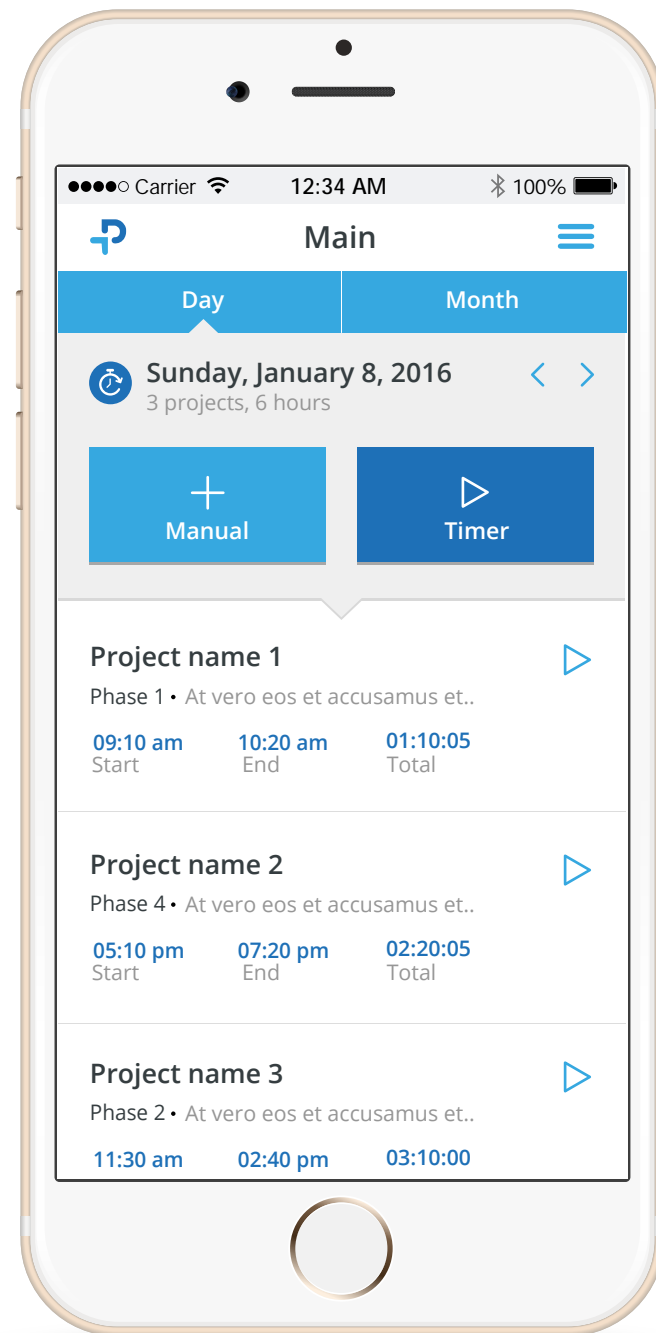 Carrier 12:34 AM 100%
Main
Day Month
Sunday, January 8, 2016
3 projects, 6 hours
Manual Timer
Project name 1
Phase 1 • At vero eos et accusamus et..
09:10 am 10:20 am 01:10:05
Start End Total
Project name 2
Phase 4 • At vero eos et accusamus et..
05:10 pm 07:20 pm 02:20:05
Start End Total
Project name 3
Phase 2 • At vero eos et accusamus et..
11:30 am 02:40 pm 03:10:00